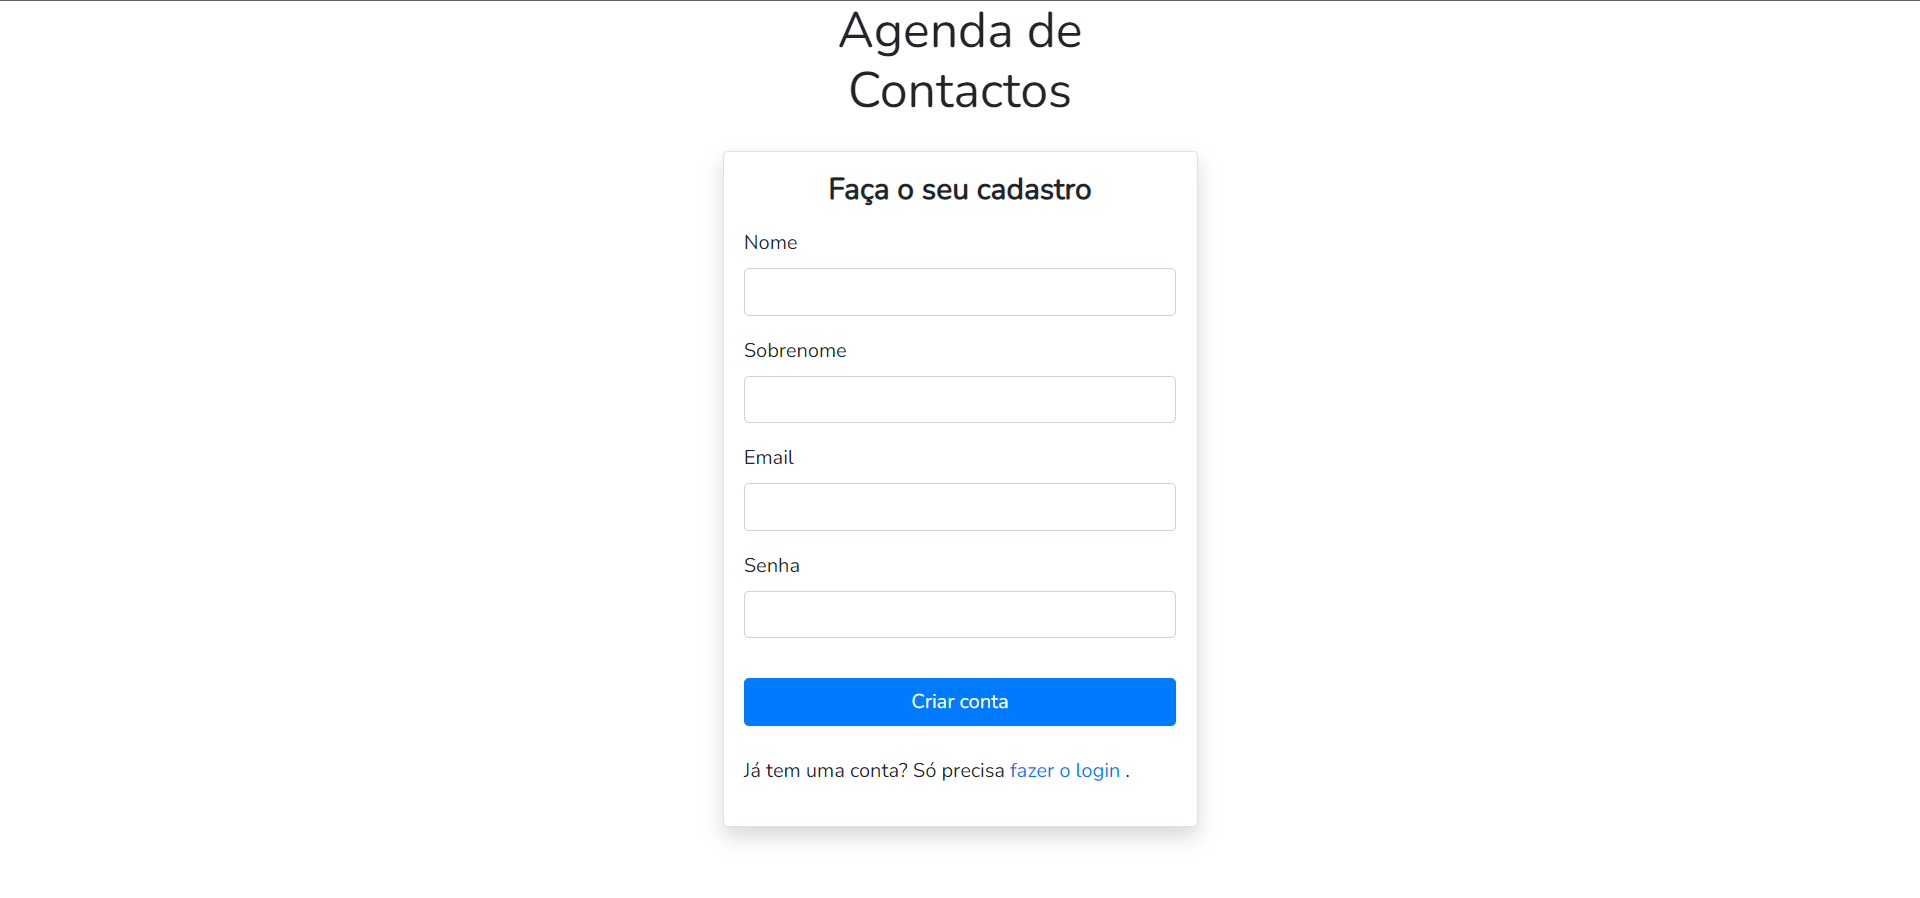 Agenda de
Contactos
Faça o seu cadastro
Nome
Sobrenome
Email
Senha
Criar conta
Já tem uma conta? Só precisa fazer o login .